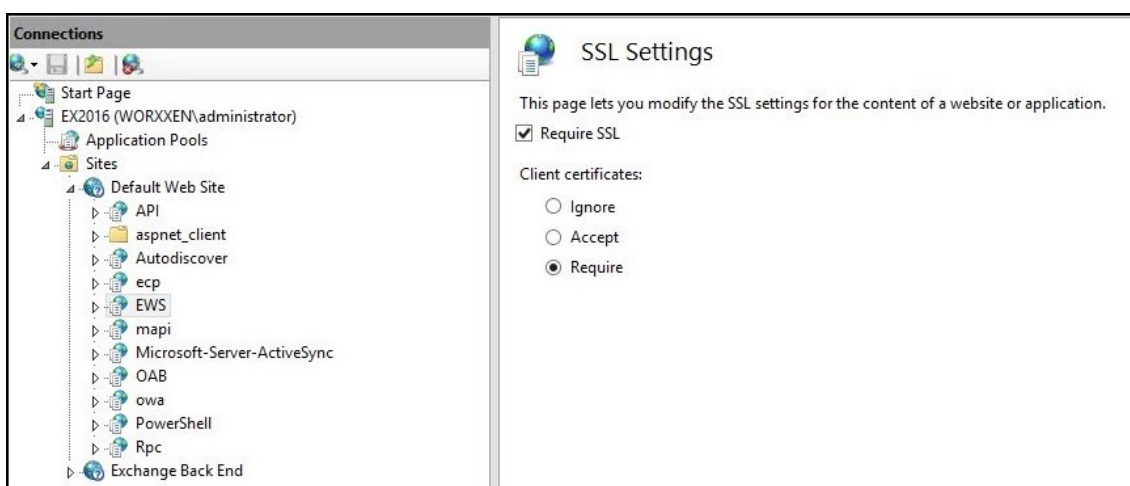 Connections
Start Page
EX2016 (WORXXEN\administrator)
Application Pools
Sites
Default Web Site
API
aspnet_client
Autodiscover
ecp
EWS
mapi
Microsoft-Server-ActiveSync
OAB
owa
PowerShell
Rpc
Exchange Back End
SSL Settings
This page lets you modify the SSL settings for the content of a website or application.
Require SSL
Client certificates:
Ignore
Accept
Require